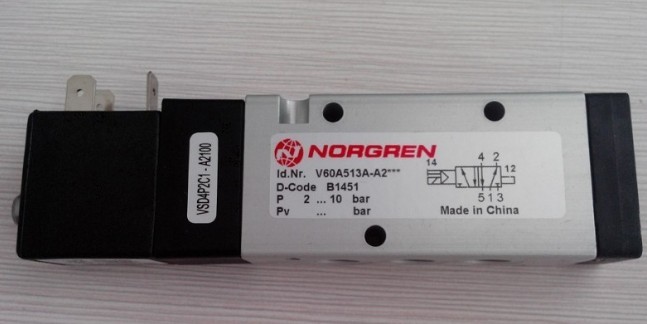 VSD4P2C1 - A2100
NORGREN
Id.Nr. V60A513A-A2***
D-Code B1451
P 2 ... 10 bar
Pv ... bar
14
4 2
12
5 1 3
Made in China